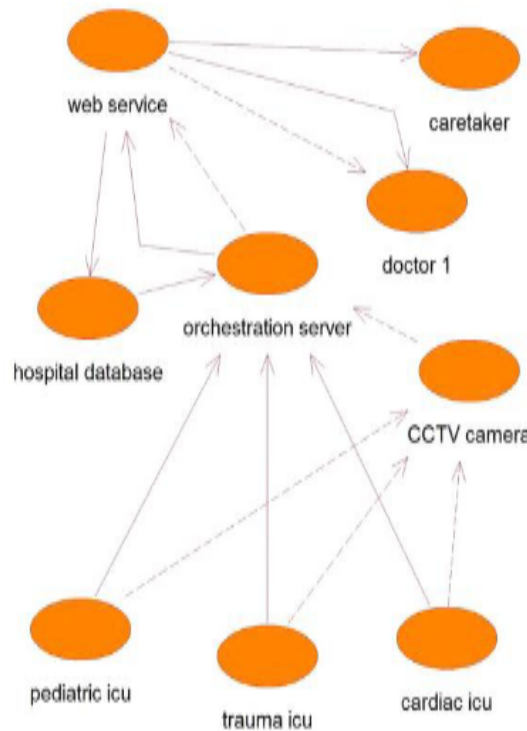 web service
caretaker
doctor 1
orchestration server
hospital database
CCTV camera
pediatric icu
trauma icu
cardiac icu